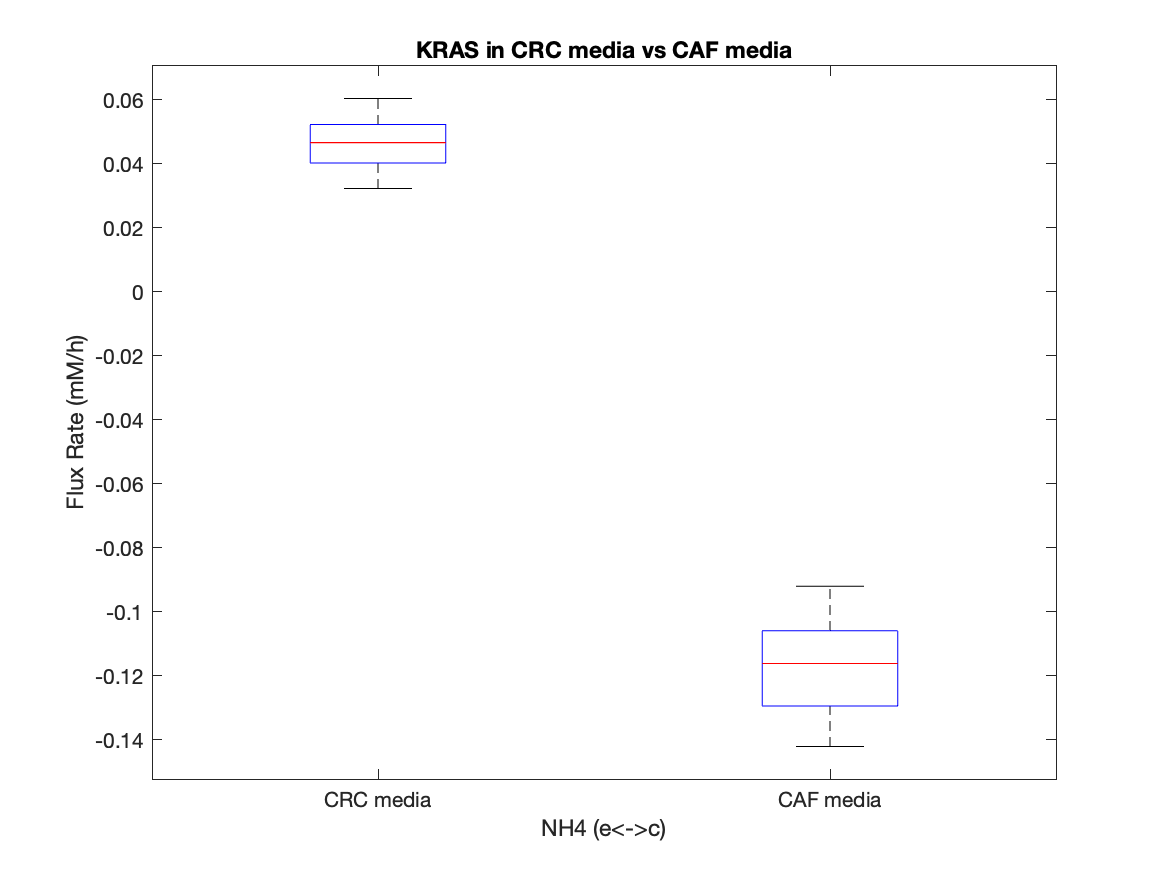 KRAS in CRC media vs CAF media
0.06
0.04
0.02
0
-0.02
-0.04
-0.06
-0.08
-0.1
-0.12
-0.14
Flux Rate (mM/h)
CRC media
CAF media
NH4 (e<->c)